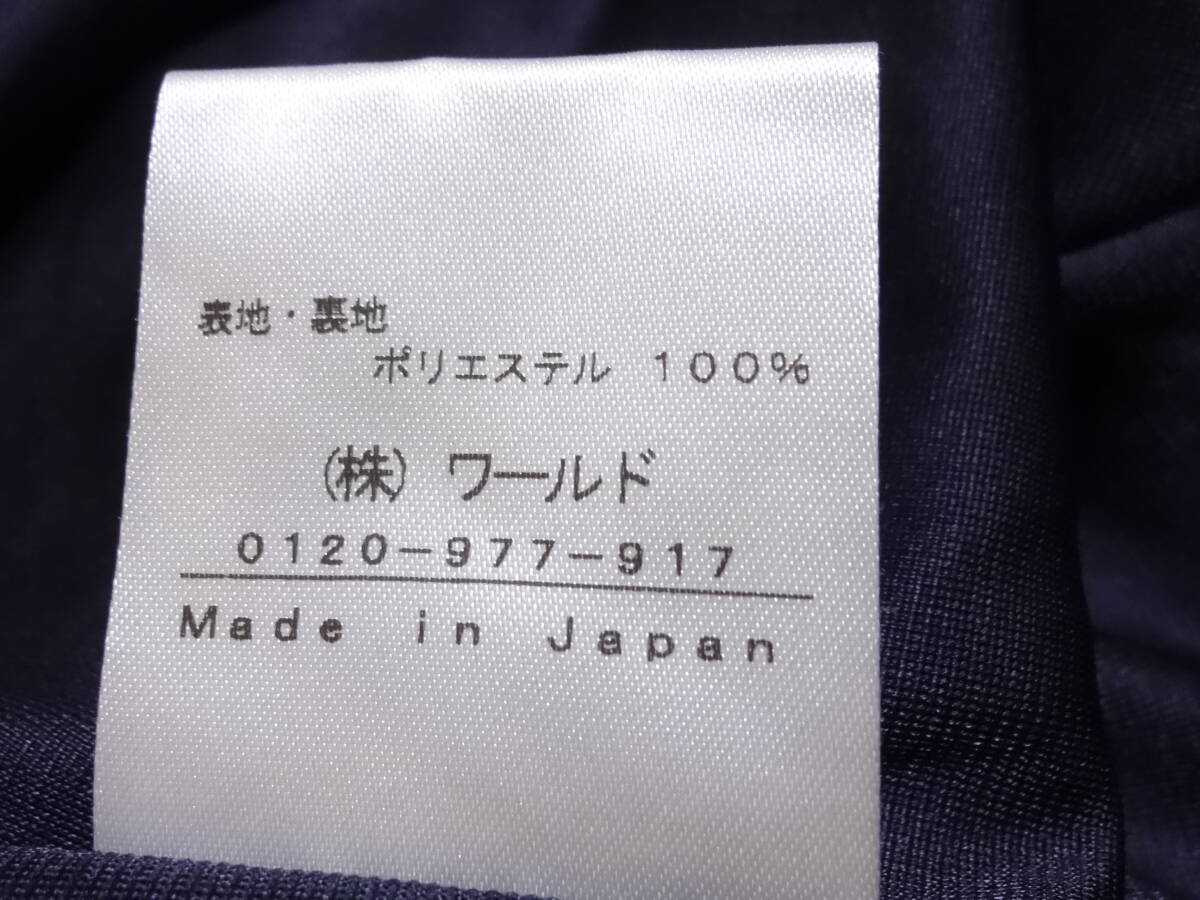 表地・裏地
ポリエステル 100%
(株) ワールド
0120-977-917
Made in Japan